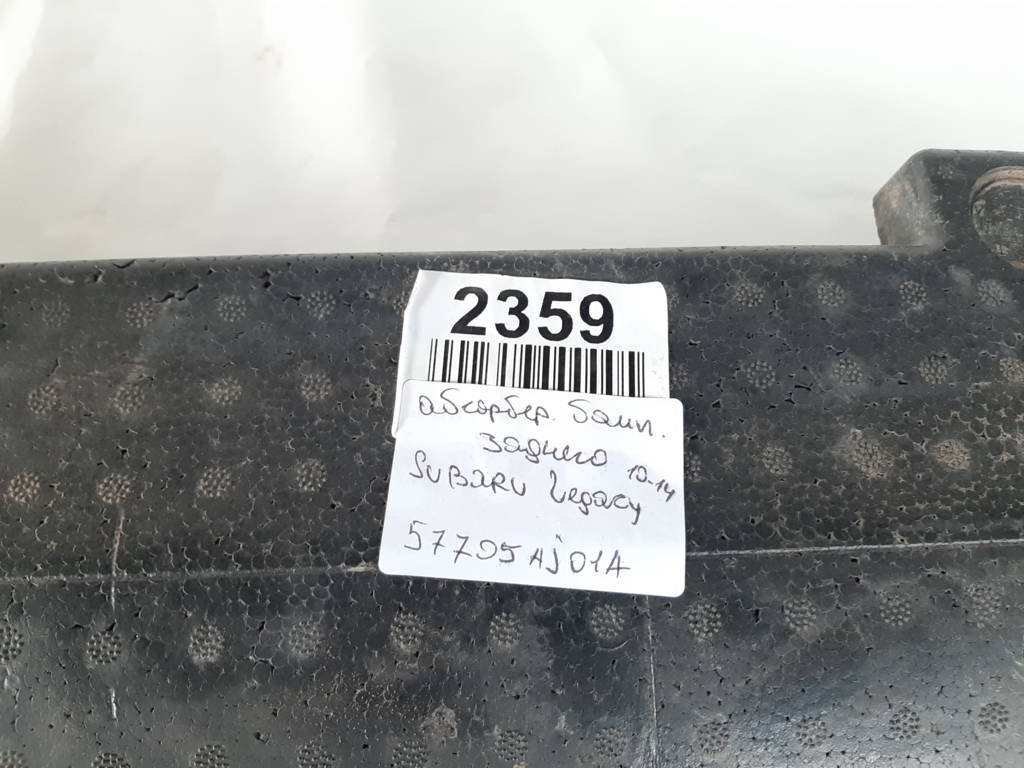 2359
абсорбер. бамп.
заднего
Subaru Legacy 10-14
57705AJ01A